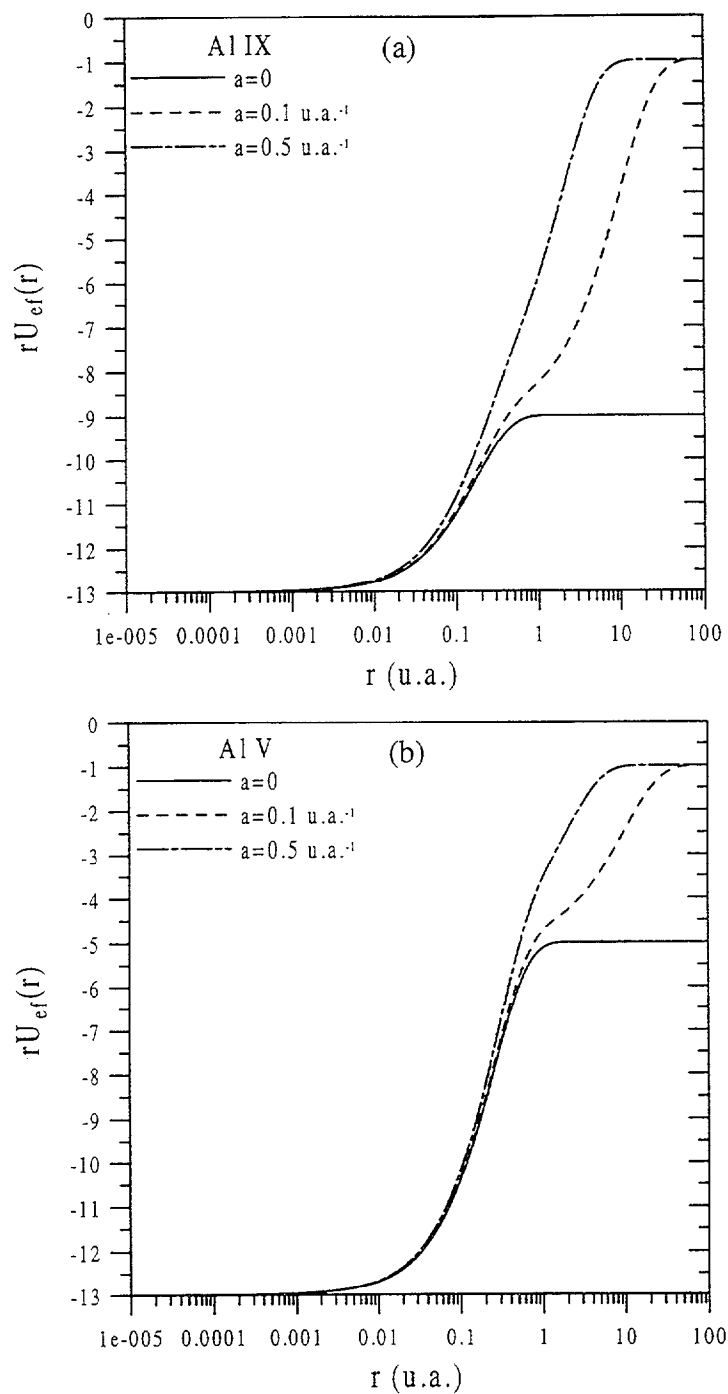 0
-1
-2
-3
-4
-5
-6
-7
-8
-9
-10
-11
-12
-13
rU_ef(r)
Al IX (a)
a=0
a=0.1 u.a.⁻¹
a=0.5 u.a.⁻¹
1e-005 0.0001 0.001 0.01 0.1 1 10 100
r (u.a.)
0
-1
-2
-3
-4
-5
-6
-7
-8
-9
-10
-11
-12
-13
rU_ef(r)
Al V (b)
a=0
a=0.1 u.a.⁻¹
a=0.5 u.a.⁻¹
1e-005 0.0001 0.001 0.01 0.1 1 10 100
r (u.a.)